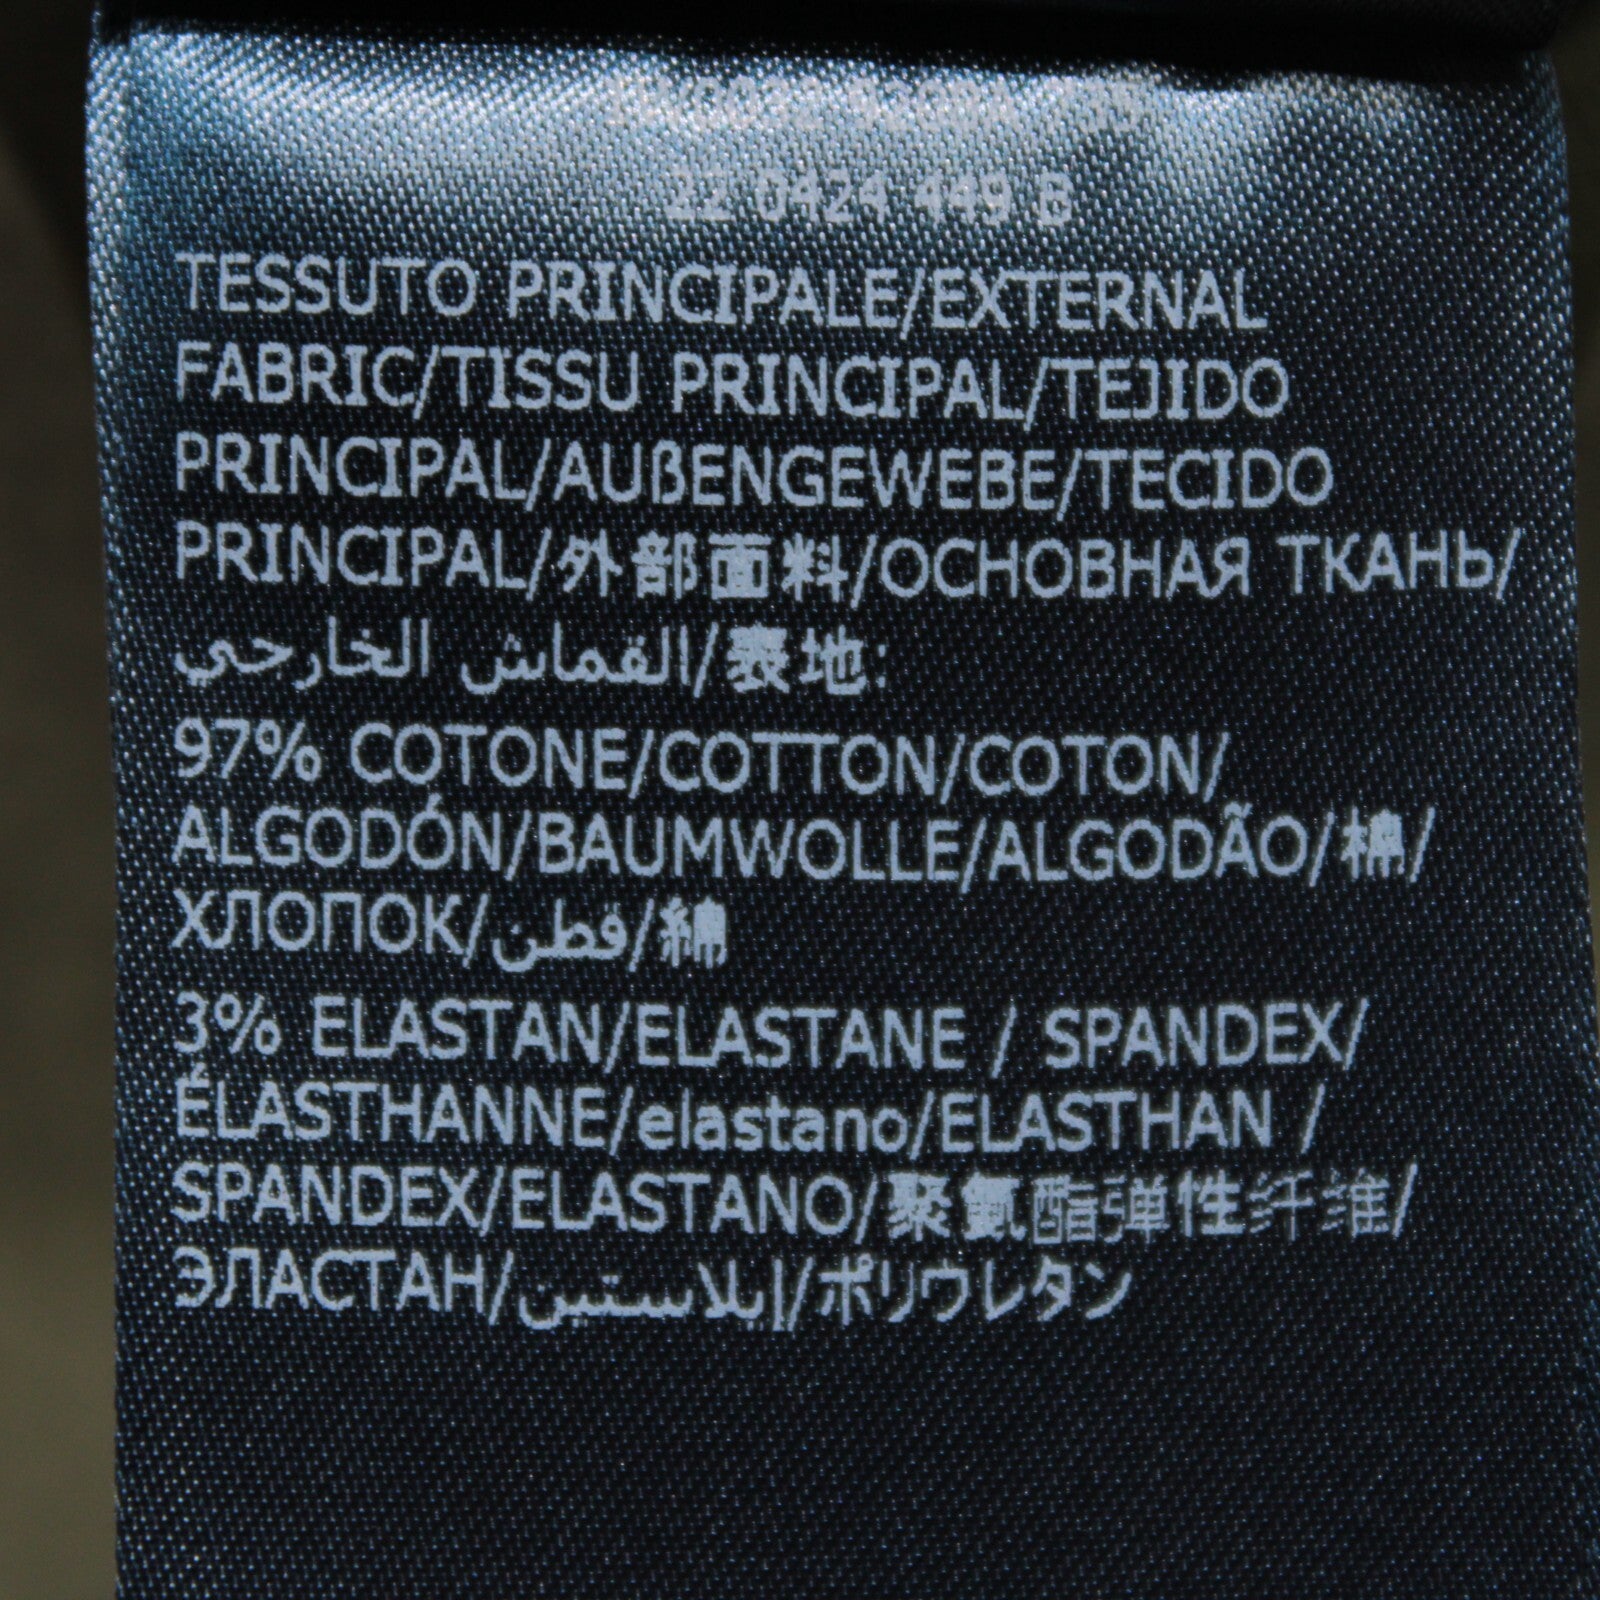 22 0424 449 B
TESSUTO PRINCIPALE/EXTERNAL
FABRIC/TISSU PRINCIPAL/TEJIDO
PRINCIPAL/AUßENGEWEBE/TECIDO
PRINCIPAL/外部面料/ОСНОВНАЯ ТКАНЬ/
القماش الخارجي/表地:
97% COTONE/COTTON/COTON/
ALGODÓN/BAUMWOLLE/ALGODÃO/棉/
ХЛОПОК/قطن/綿
3% ELASTAN/ELASTANE / SPANDEX/
ÉLASTHANNE/elastano/ELASTHAN /
SPANDEX/ELASTANO/聚氨酯弹性纤维/
ЭЛАСТАН/إيلاستين/ポリウレタン